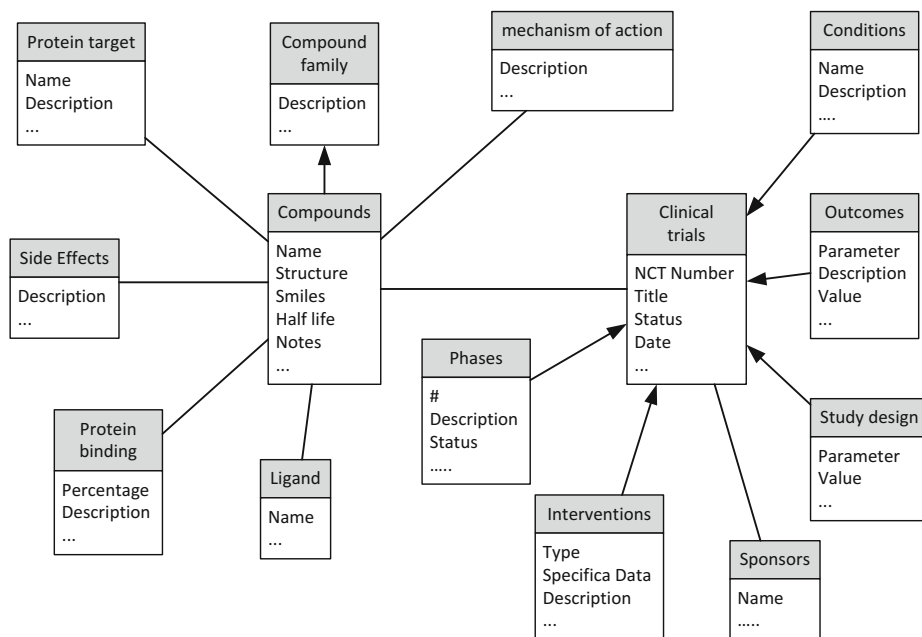 Protein target
Name
Description
...
Compound
family
Description
...
mechanism of action
Description
...
Conditions
Name
Description
....
Compounds
Name
Structure
Smiles
Half life
Notes
...
Clinical
trials
NCT Number
Title
Status
Date
...
Outcomes
Parameter
Description
Value
...
Side Effects
Description
...
Phases
#
Description
Status
.....
Study design
Parameter
Value
...
Protein
binding
Percentage
Description
...
Ligand
Name
...
Interventions
Type
Specifica Data
Description
...
Sponsors
Name
.....